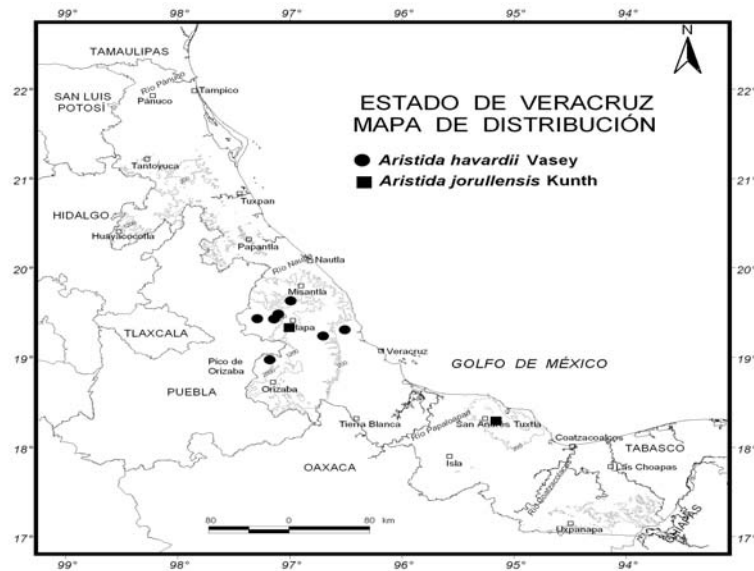 99° 98° 97° 96° 95° 94°
N
TAMAULIPAS
Río Pánuco
Tampico
22° 22°
SAN LUIS
POTOSÍ
Pánuco
ESTADO DE VERACRUZ
MAPA DE DISTRIBUCIÓN
Aristida havardii Vasey
Aristida jorullensis Kunth
Tantoyuca
21° 21°
Tuxpan
HIDALGO
Huayacocotla
Papantla
Río Nautla
Nautla
20° 20°
Misantla
TLAXCALA
alapa
19° 19°
Veracruz
Pico de
Orizaba
GOLFO DE MÉXICO
PUEBLA
Orizaba
Tierra Blanca
Río Papaloapan
San Andrés Tuxtla
18° 18°
Coatzacoalcos
TABASCO
OAXACA
Isla
Río Coatzacoalcos
Las Choapas
CHIAPAS
Uxpanapa
80 0 80 km
17° 17°
99° 98° 97° 96° 95° 94°